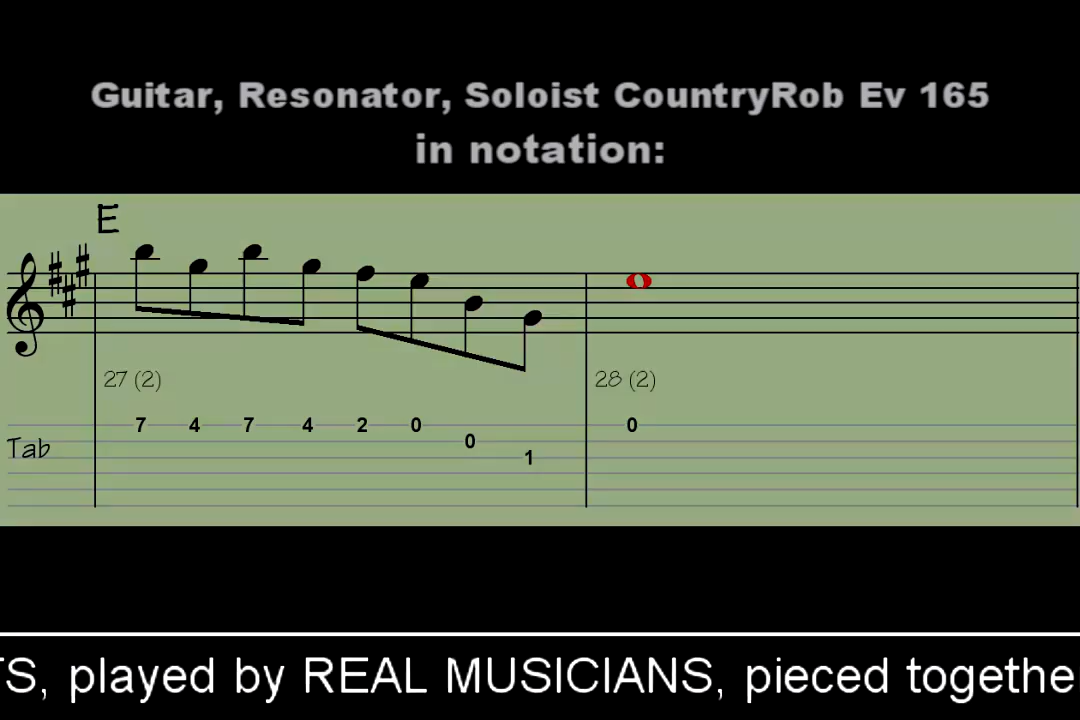 Guitar, Resonator, Soloist CountryRob Ev 165
in notation:
E
27 (2) 28 (2)
Tab 7 4 7 4 2 0 0 1 0
TS, played by REAL MUSICIANS, pieced togethe